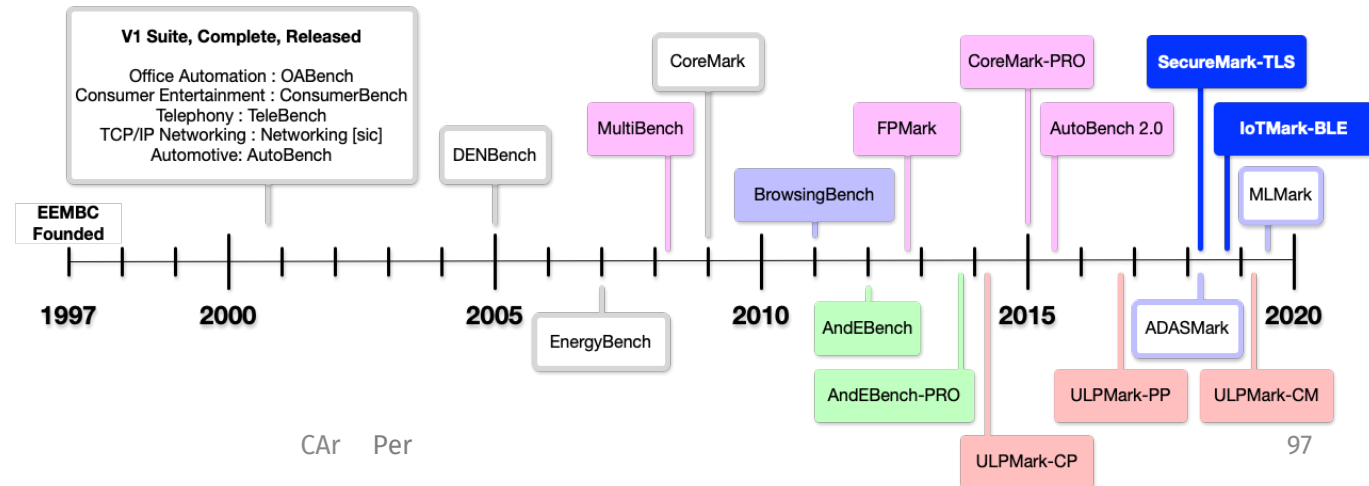 V1 Suite, Complete, Released
Office Automation : OABench
Consumer Entertainment : ConsumerBench
Telephony : TeleBench
TCP/IP Networking : Networking [sic]
Automotive: AutoBench
CoreMark
CoreMark-PRO
SecureMark-TLS
MultiBench
FPMark
AutoBench 2.0
IoTMark-BLE
DENBench
BrowsingBench
MLMark
EEMBC
Founded
1997
2000
2005
2010
2015
2020
EnergyBench
AndEBench
ADASMark
AndEBench-PRO
ULPMark-PP
ULPMark-CM
ULPMark-CP
CAr Per
97